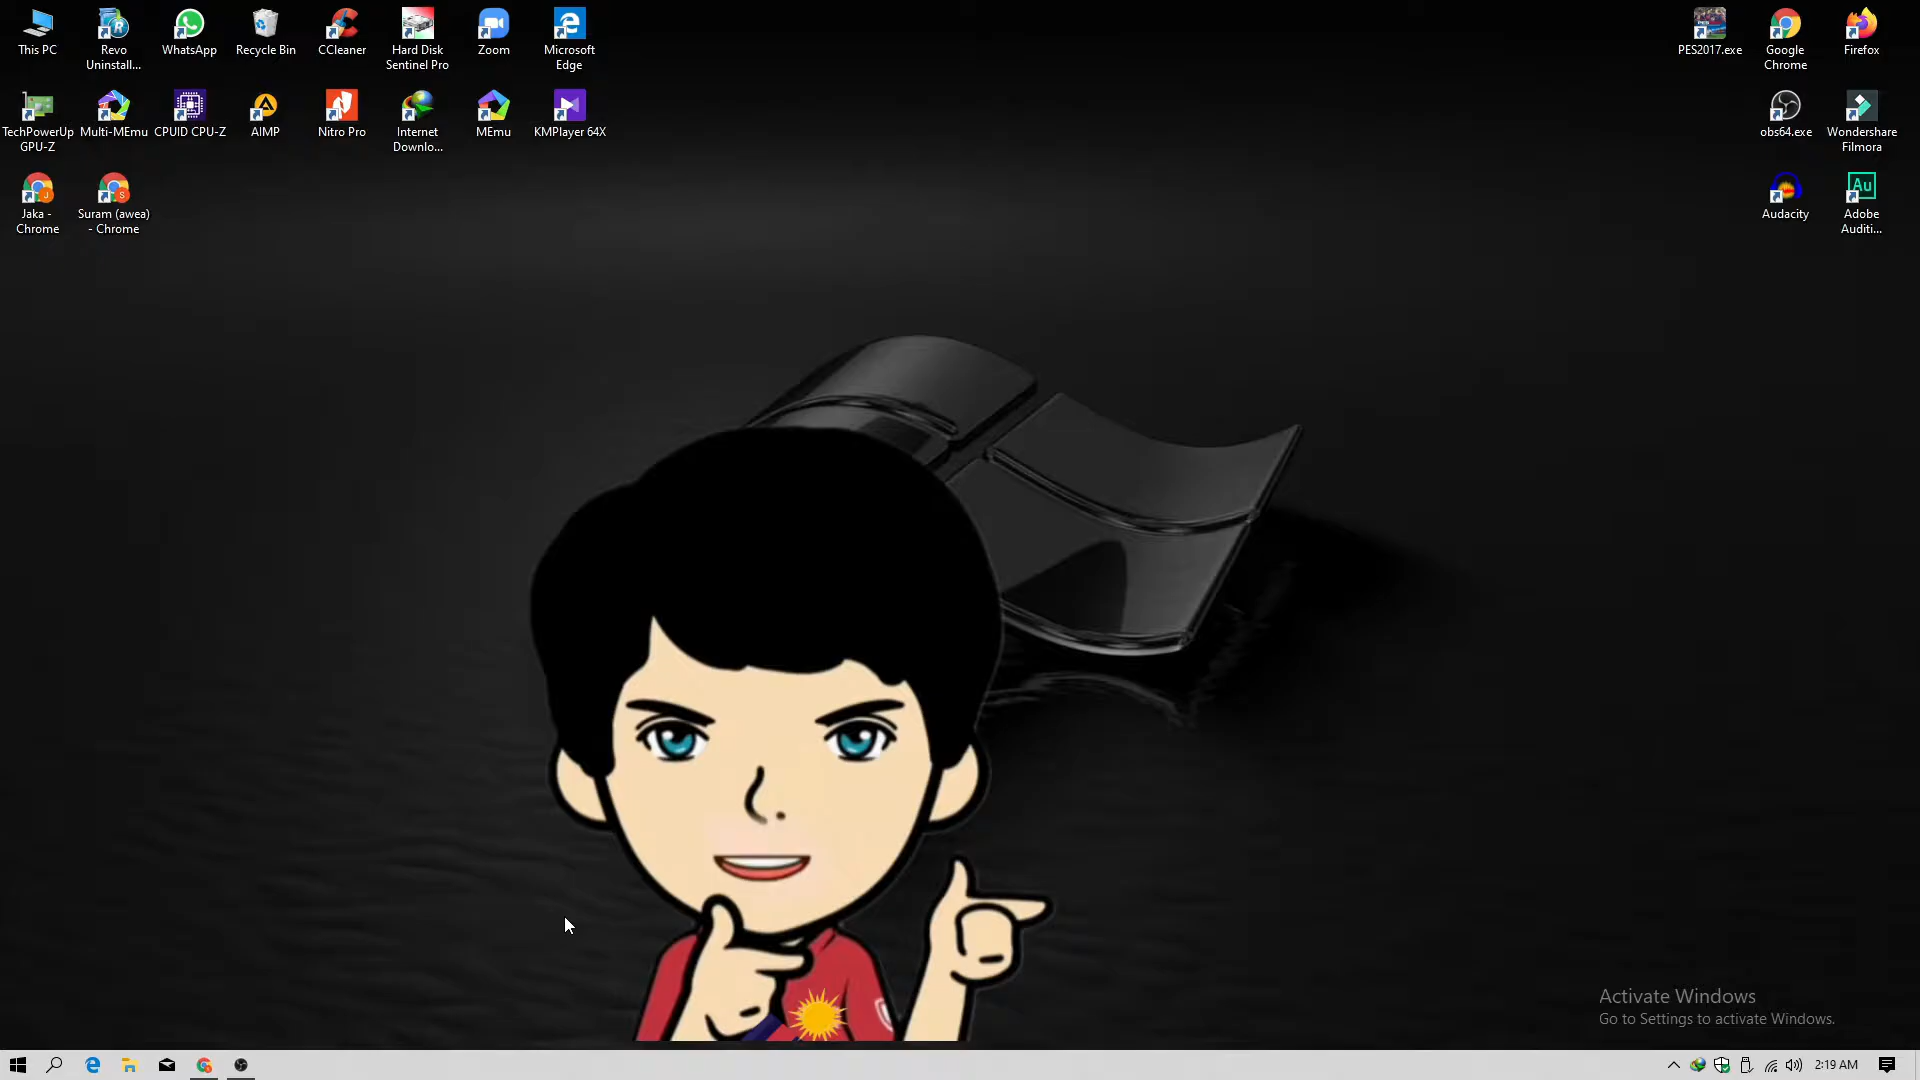 This PC
Revo
Uninstall...
WhatsApp
Recycle Bin
CCleaner
Hard Disk
Sentinel Pro
Zoom
Microsoft
Edge
PES2017.exe
Google
Chrome
Firefox
TechPowerUp
GPU-Z
Multi-MEmu
CPUID CPU-Z
AIMP
Nitro Pro
Internet
Downlo...
MEmu
KMPlayer 64X
obs64.exe
Wondershare
Filmora
J
Jaka -
Chrome
S
Suram (awea)
- Chrome
Audacity
Au
Adobe
Auditi...
Activate Windows
Go to Settings to activate Windows.
2:19 AM